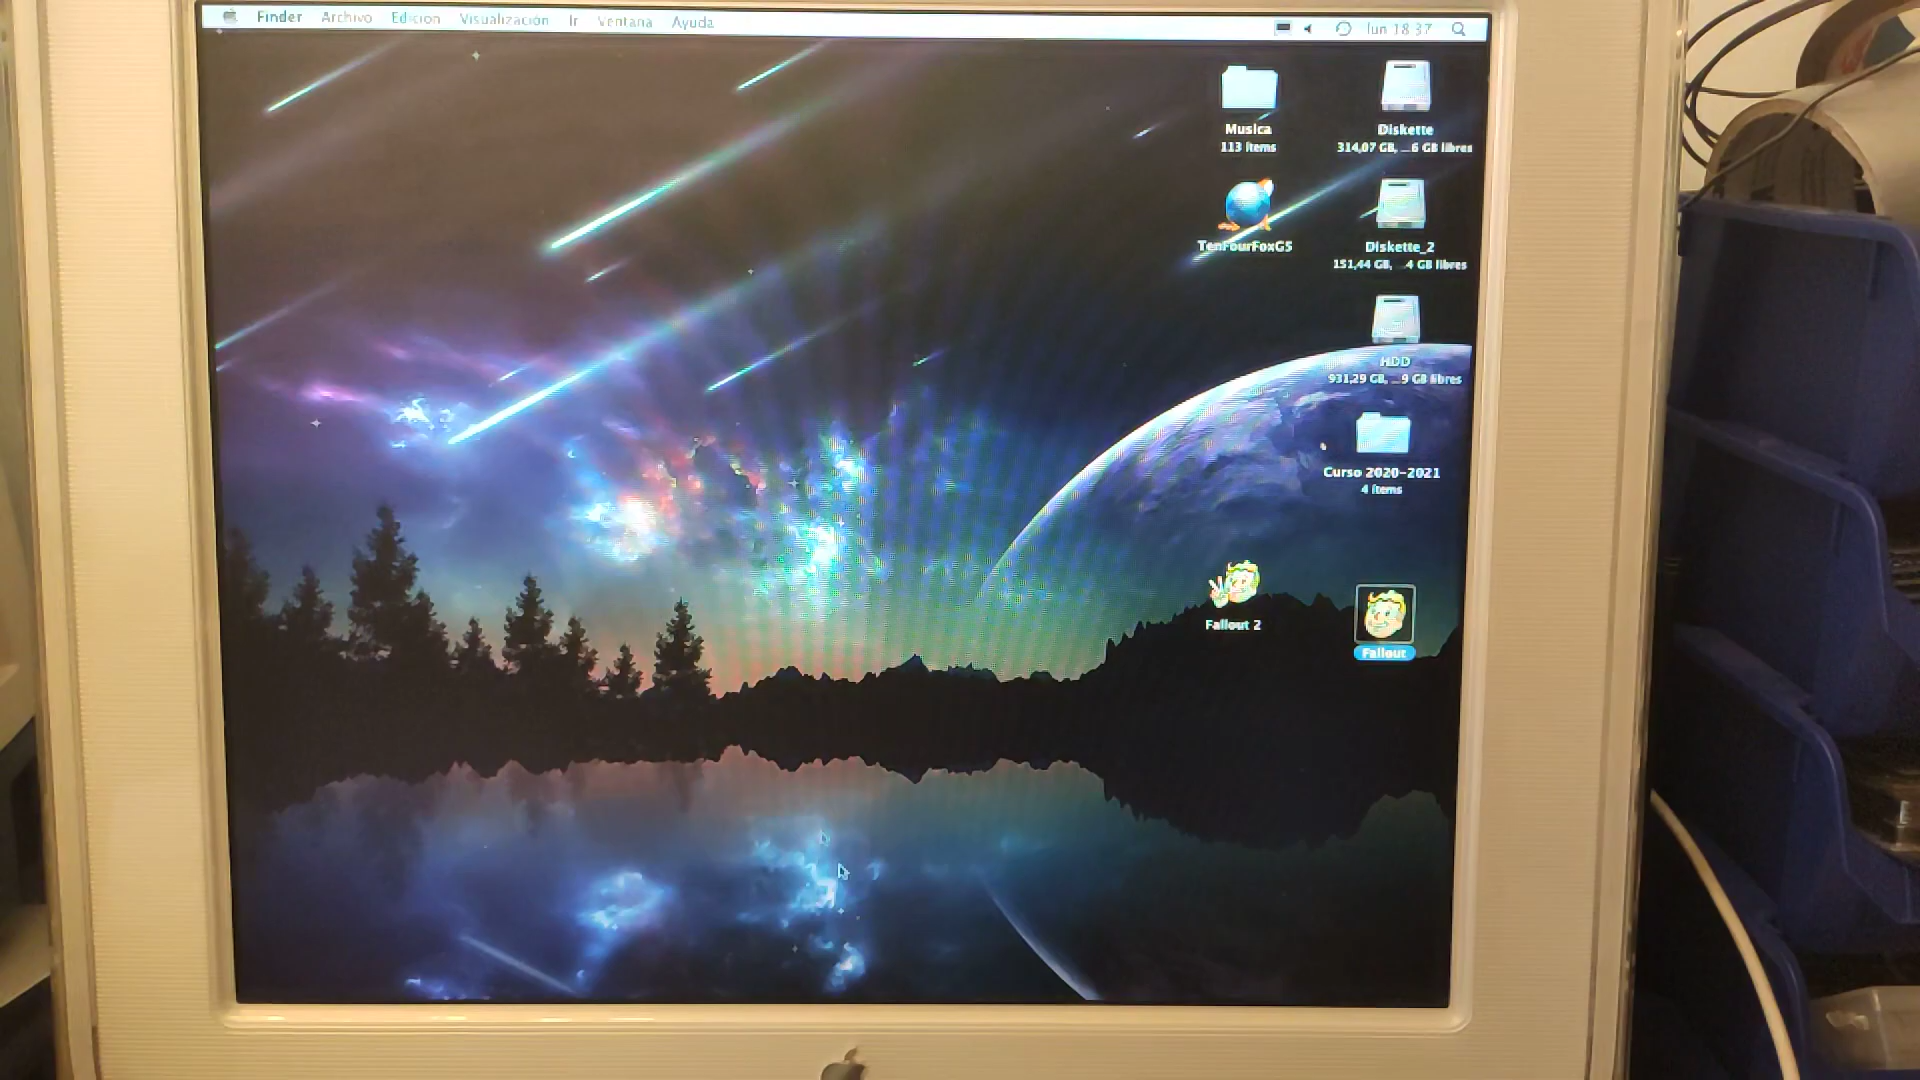 Finder Archivo Edición Visualización Ir Ventana Ayuda
lun 18:37
Musica
113 ítems
Diskette
314,07 GB, ...6 GB libres
TenFourFoxG5
Diskette_2
151,44 GB, ...4 GB libres
HDD
931,29 GB, ...9 GB libres
Curso 2020-2021
4 ítems
Fallout 2
Fallout